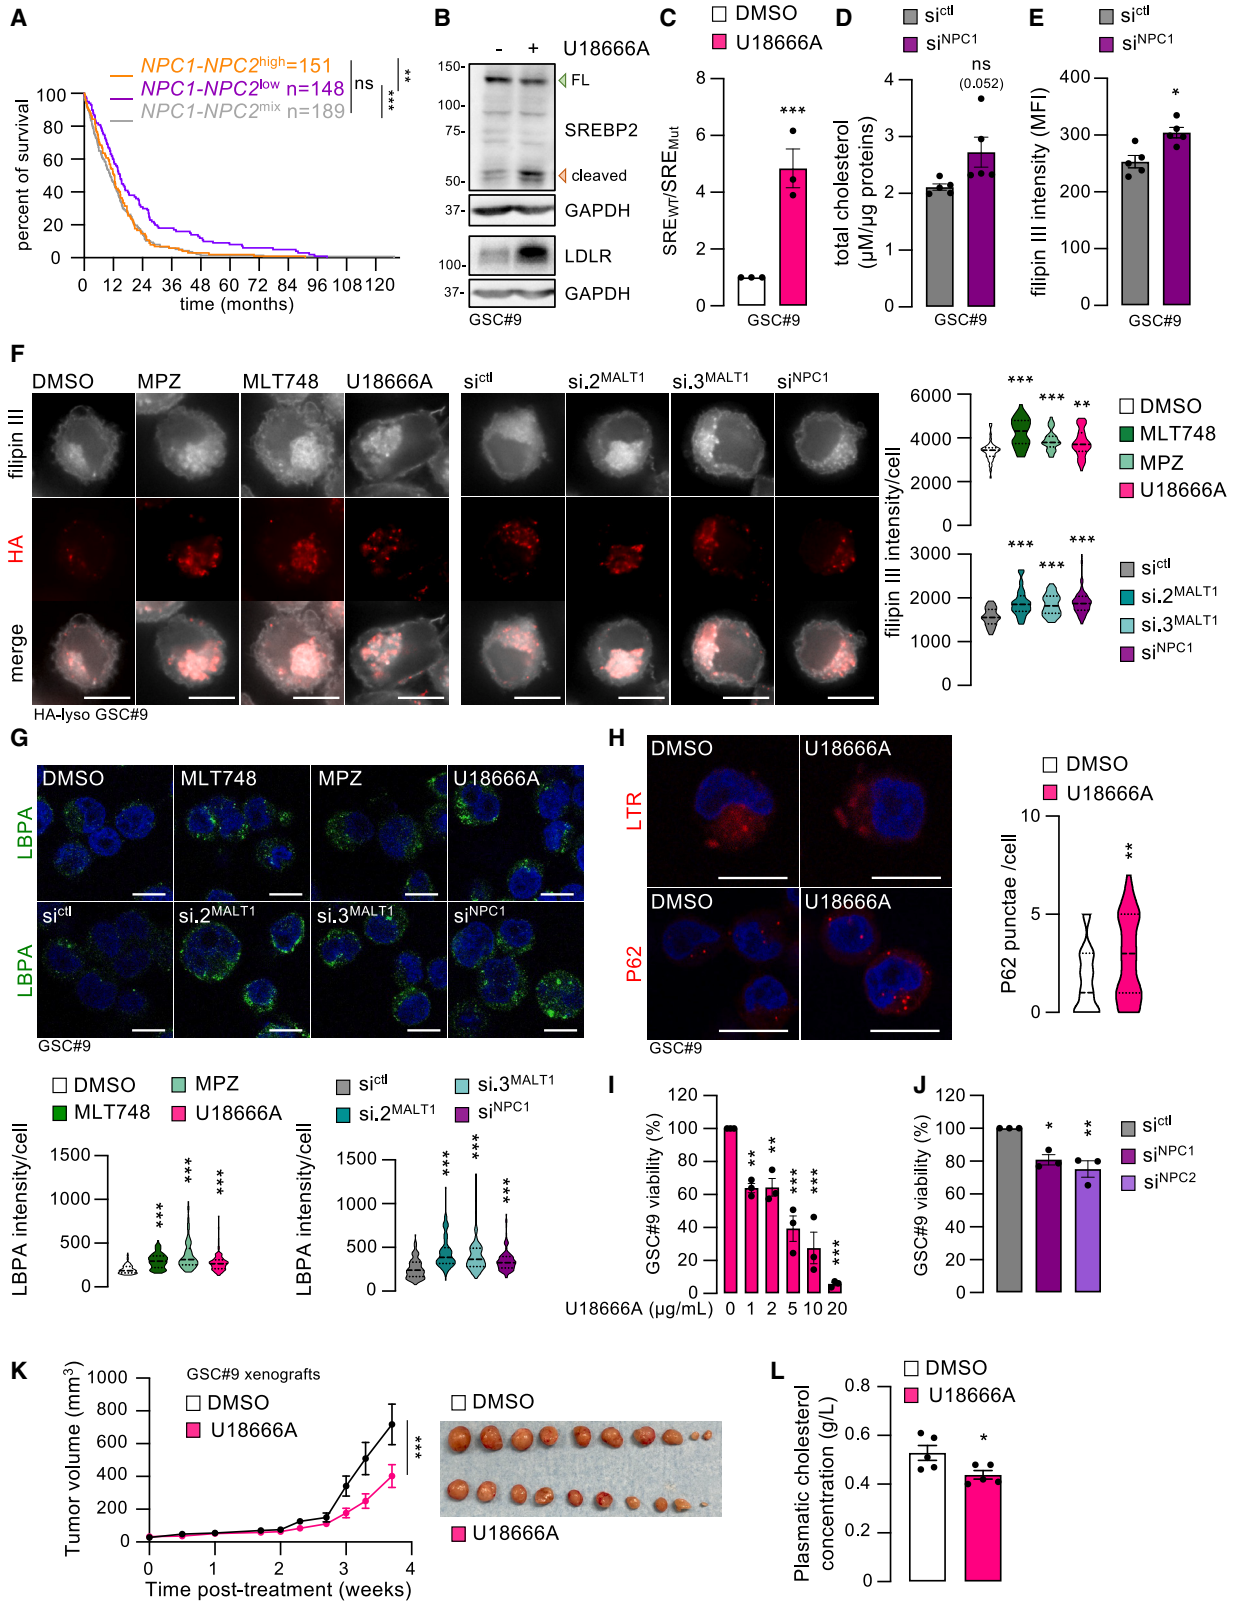 A
NPC1-NPC2high=151
NPC1-NPC2low n=148
NPC1-NPC2mix n=189
ns
**
***
percent of survival
100
80
60
40
20
0
0 12 24 36 48 60 72 84 96 108 120
time (months)
B
- + U18666A
150-
100-
75-
50-
FL
SREBP2
cleaved
37-
GAPDH
100-
LDLR
37-
GAPDH
GSC#9
C
DMSO
U18666A
SREWT/SREMut
8
6
4
2
0
***
GSC#9
D
sictl
siNPC1
total cholesterol
(µM/µg proteins)
4
3
2
1
0
ns
(0.052)
GSC#9
E
sictl
siNPC1
filipin III intensity (MFI)
400
300
200
100
0
*
GSC#9
F
DMSO MPZ MLT748 U18666A sictl si.2MALT1 si.3MALT1 siNPC1
filipin III
HA
merge
HA-lyso GSC#9
filipin III intensity/cell
6000
4000
2000
0
*** *** **
DMSO
MLT748
MPZ
U18666A
3000
2000
1000
0
*** *** ***
sictl
si.2MALT1
si.3MALT1
siNPC1
G
DMSO MLT748 MPZ U18666A
LBPA
sictl si.2MALT1 si.3MALT1 siNPC1
LBPA
GSC#9
DMSO MPZ
MLT748 U18666A
LBPA intensity/cell
1500
1000
500
0
*** *** ***
sictl si.3MALT1
si.2MALT1 siNPC1
LBPA intensity/cell
1500
1000
500
0
*** *** ***
H
DMSO U18666A
LTR
DMSO U18666A
P62
GSC#9
DMSO
U18666A
P62 punctae /cell
10
5
0
**
I
GSC#9 viability (%)
120
100
80
60
40
20
0
** ** *** *** ***
U18666A (µg/mL) 0 1 2 5 10 20
J
GSC#9 viability (%)
120
100
80
60
40
20
0
* **
sictl
siNPC1
siNPC2
K
GSC#9 xenografts
DMSO
U18666A
Tumor volume (mm3)
1000
800
600
400
200
0
0 1 2 3 4
Time post-treatment (weeks)
***
DMSO
U18666A
L
DMSO
U18666A
Plasmatic cholesterol
concentration (g/L)
0.8
0.6
0.4
0.2
0
*